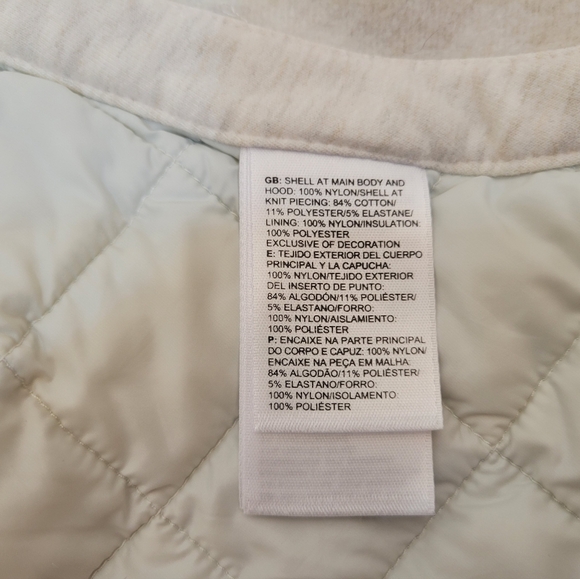 GB: SHELL AT MAIN BODY AND
HOOD: 100% NYLON/SHELL AT
KNIT PIECING: 84% COTTON/
11% POLYESTER/5% ELASTANE/
LINING: 100% NYLON/INSULATION:
100% POLYESTER
EXCLUSIVE OF DECORATION
E: TEJIDO EXTERIOR DEL CUERPO
PRINCIPAL Y LA CAPUCHA:
100% NYLON/TEJIDO EXTERIOR
DEL INSERTO DE PUNTO:
84% ALGODÓN/11% POLIÉSTER/
5% ELASTANO/FORRO:
100% NYLON/AISLAMIENTO:
100% POLIÉSTER
P: ENCAIXE NA PARTE PRINCIPAL
DO CORPO E CAPUZ: 100% NYLON/
ENCAIXE NA PEÇA EM MALHA:
84% ALGODÃO/11% POLIÉSTER/
5% ELASTANO/FORRO:
100% NYLON/ISOLAMENTO:
100% POLIÉSTER